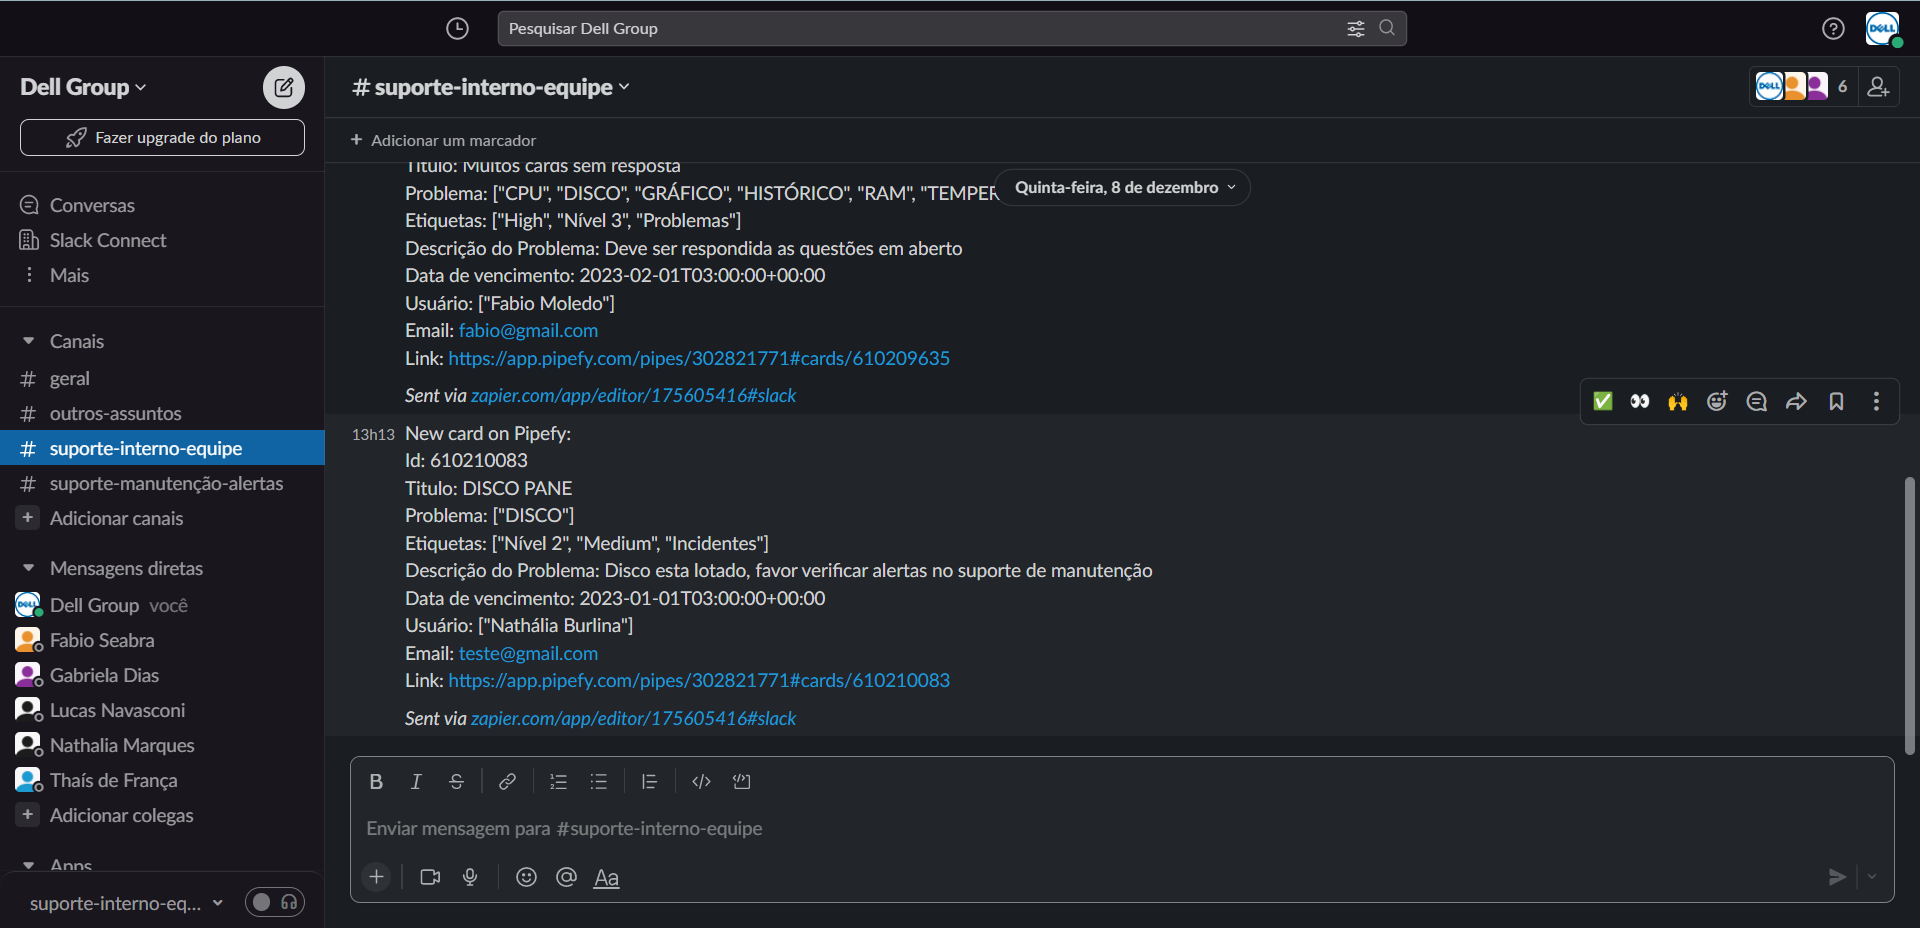 Pesquisar Dell Group
DELL
Dell Group
Fazer upgrade do plano
Conversas
Slack Connect
Mais
Canais
# geral
# outros-assuntos
# suporte-interno-equipe
# suporte-manutenção-alertas
+ Adicionar canais
Mensagens diretas
Dell Group você
Fabio Seabra
Gabriela Dias
Lucas Navasconi
Nathalia Marques
Thaís de França
+ Adicionar colegas
Apps
suporte-interno-eq...
# suporte-interno-equipe
DELL
6
+ Adicionar um marcador
Quinta-feira, 8 de dezembro
Titulo: Muitos cards sem resposta
Problema: ["CPU", "DISCO", "GRÁFICO", "HISTÓRICO", "RAM", "TEMPER
Etiquetas: ["High", "Nível 3", "Problemas"]
Descrição do Problema: Deve ser respondida as questões em aberto
Data de vencimento: 2023-02-01T03:00:00+00:00
Usuário: ["Fabio Moledo"]
Email: fabio@gmail.com
Link: https://app.pipefy.com/pipes/302821771#cards/610209635
Sent via zapier.com/app/editor/175605416#slack
13h13 New card on Pipefy:
Id: 610210083
Titulo: DISCO PANE
Problema: ["DISCO"]
Etiquetas: ["Nível 2", "Medium", "Incidentes"]
Descrição do Problema: Disco esta lotado, favor verificar alertas no suporte de manutenção
Data de vencimento: 2023-01-01T03:00:00+00:00
Usuário: ["Nathália Burlina"]
Email: teste@gmail.com
Link: https://app.pipefy.com/pipes/302821771#cards/610210083
Sent via zapier.com/app/editor/175605416#slack
B I S
Enviar mensagem para #suporte-interno-equipe
+ @ Aa